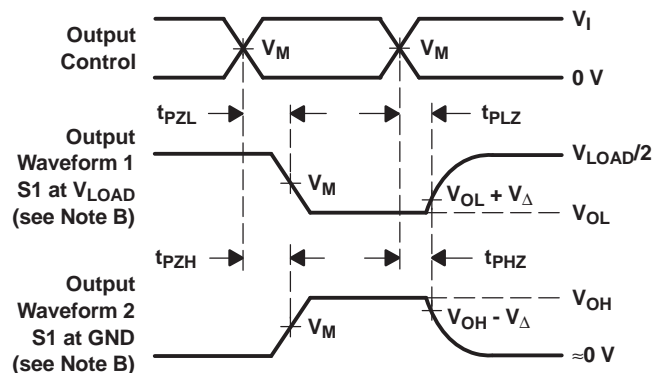 Output
Control
V_I
V_M
V_M
0 V
t_PZL
t_PLZ
Output
Waveform 1
S1 at V_LOAD
(see Note B)
V_LOAD/2
V_M
V_OL + V_Δ
V_OL
t_PZH
t_PHZ
Output
Waveform 2
S1 at GND
(see Note B)
V_OH
V_M
V_OH - V_Δ
≈0 V